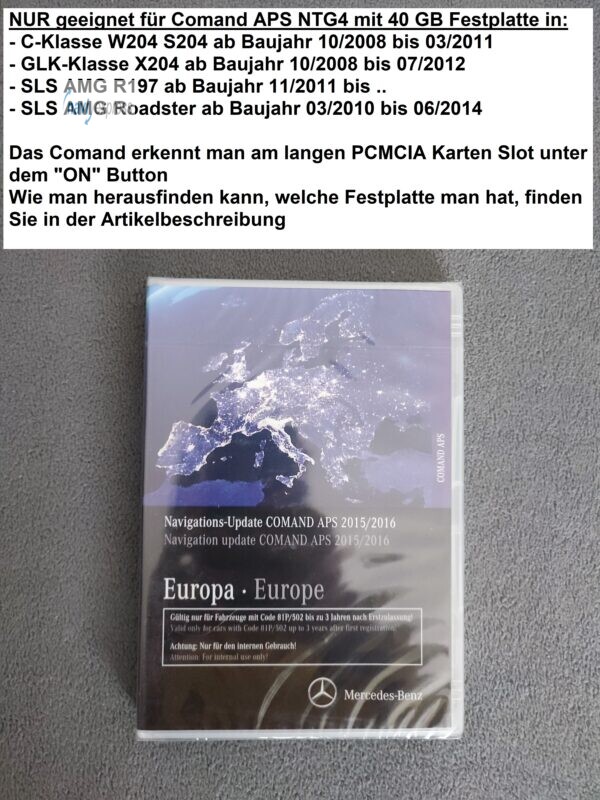 NUR geeignet für Comand APS NTG4 mit 40 GB Festplatte in:
- C-Klasse W204 S204 ab Baujahr 10/2008 bis 03/2011
- GLK-Klasse X204 ab Baujahr 10/2008 bis 07/2012
- SLS AMG R197 ab Baujahr 11/2011 bis ..
- SLS AMG Roadster ab Baujahr 03/2010 bis 06/2014
Das Comand erkennt man am langen PCMCIA Karten Slot unter
dem "ON" Button
Wie man herausfinden kann, welche Festplatte man hat, finden
Sie in der Artikelbeschreibung
COMAND APS
Navigations-Update COMAND APS 2015/2016
Navigation update COMAND APS 2015/2016
Europa · Europe
Gültig nur für Fahrzeuge mit Code 81P/502 bis zu 3 Jahren nach Erstzulassung!
Valid only for cars with Code 81P/502 up to 3 years after first registration!
Achtung: Nur für den internen Gebrauch!
Attention: For internal use only!
Mercedes-Benz